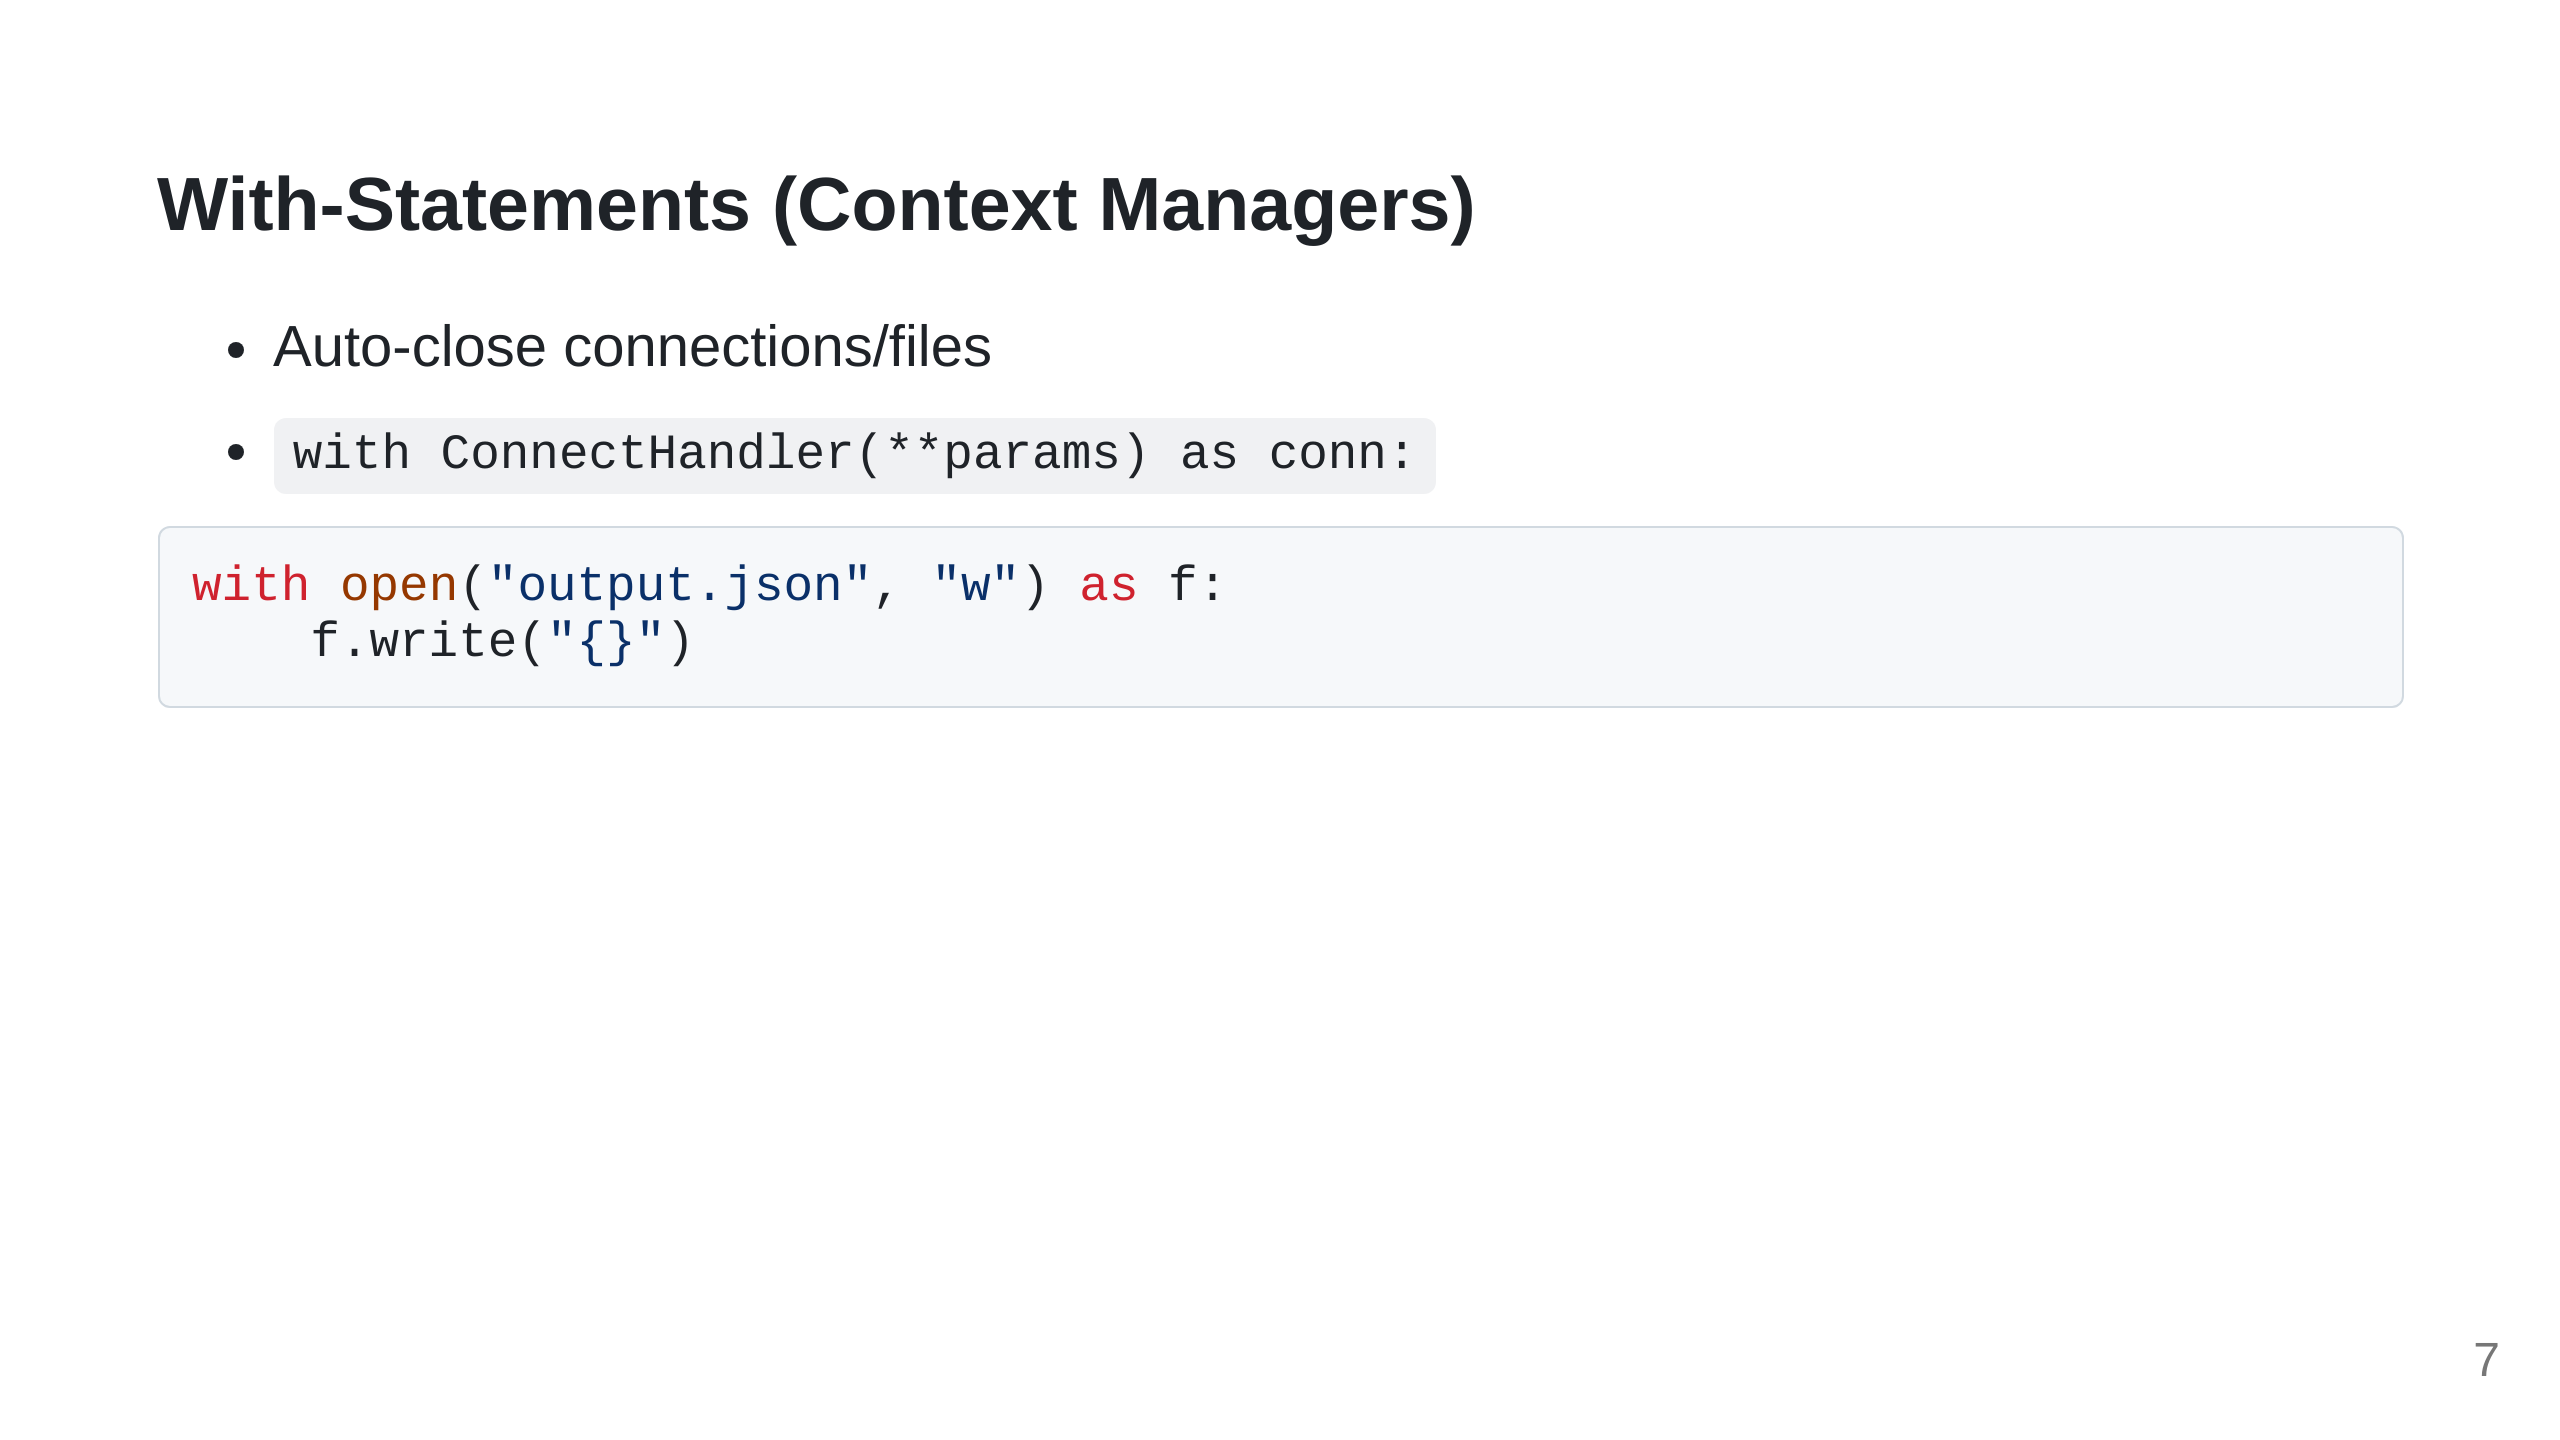 With-Statements (Context Managers)
• Auto-close connections/files
• with ConnectHandler(**params) as conn:
with open("output.json", "w") as f:
    f.write("{}")
7